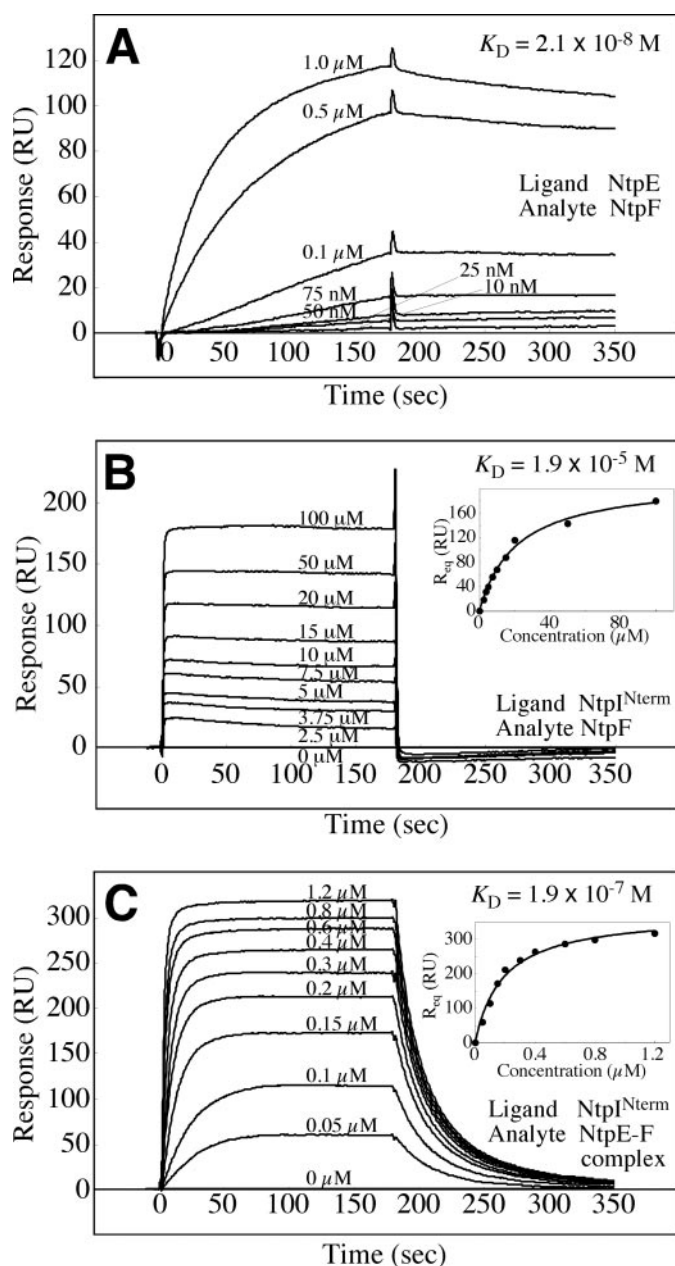 A
K_D = 2.1 x 10^-8 M
120
100
80
60
40
20
0
Response (RU)
1.0 µM
0.5 µM
0.1 µM
75 nM
50 nM
25 nM
10 nM
Ligand NtpE
Analyte NtpF
0 50 100 150 200 250 300 350
Time (sec)
B
K_D = 1.9 x 10^-5 M
200
150
100
50
0
Response (RU)
100 µM
50 µM
20 µM
15 µM
10 µM
7.5 µM
5 µM
3.75 µM
2.5 µM
0 µM
160
120
80
40
0
R_eq (RU)
0 40 80
Concentration (µM)
Ligand NtpI^Nterm
Analyte NtpF
0 50 100 150 200 250 300 350
Time (sec)
C
K_D = 1.9 x 10^-7 M
300
250
200
150
100
50
0
Response (RU)
1.2 µM
0.8 µM
0.6 µM
0.4 µM
0.3 µM
0.2 µM
0.15 µM
0.1 µM
0.05 µM
0 µM
300
200
100
0
R_eq (RU)
0 0.4 0.8 1.2
Concentration (µM)
Ligand NtpI^Nterm
Analyte NtpE-F
complex
0 50 100 150 200 250 300 350
Time (sec)